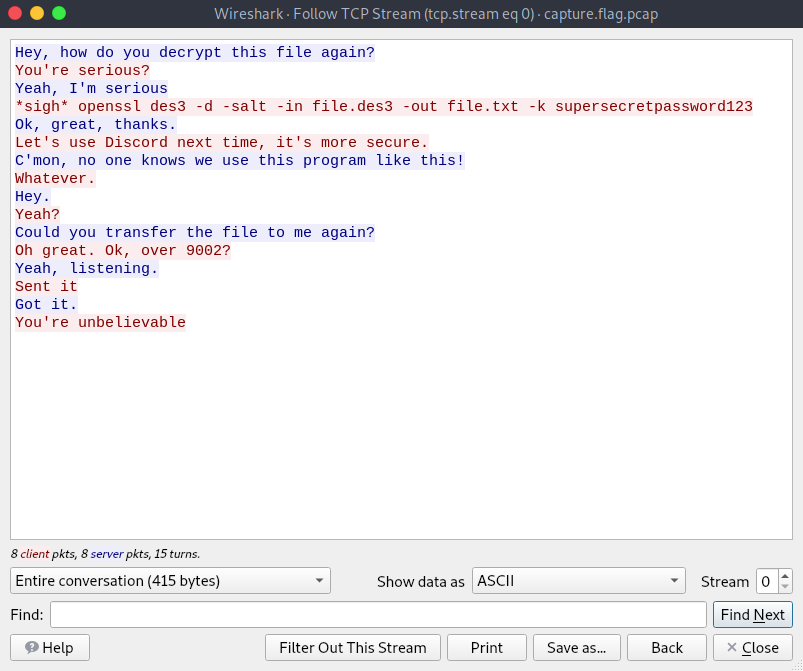 Wireshark · Follow TCP Stream (tcp.stream eq 0) · capture.flag.pcap
Hey, how do you decrypt this file again?
You're serious?
Yeah, I'm serious
*sigh* openssl des3 -d -salt -in file.des3 -out file.txt -k supersecretpassword123
Ok, great, thanks.
Let's use Discord next time, it's more secure.
C'mon, no one knows we use this program like this!
Whatever.
Hey.
Yeah?
Could you transfer the file to me again?
Oh great. Ok, over 9002?
Yeah, listening.
Sent it
Got it.
You're unbelievable
8 client pkts, 8 server pkts, 15 turns.
Entire conversation (415 bytes) Show data as ASCII Stream 0
Find: Find Next
Help Filter Out This Stream Print Save as... Back Close